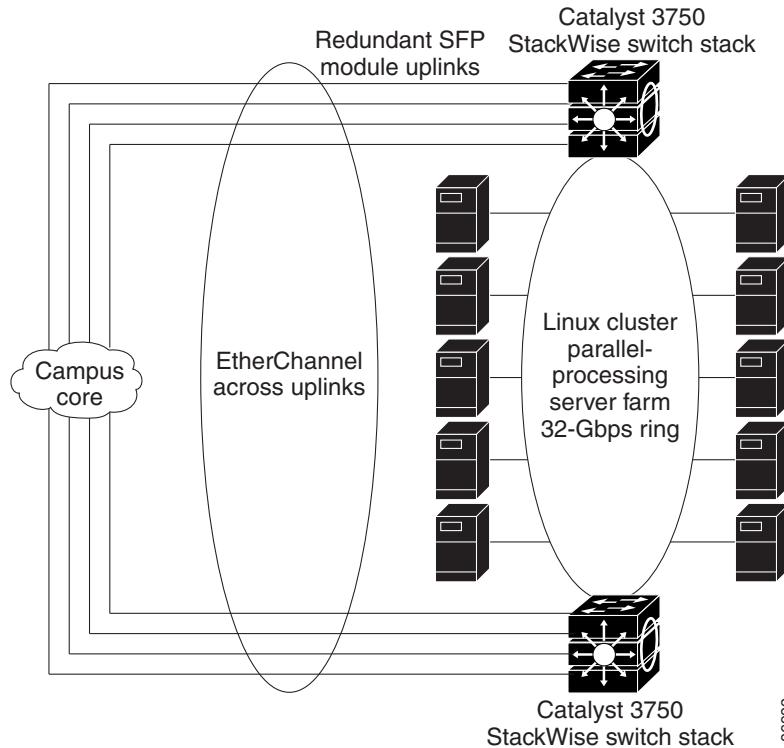 Catalyst 3750
StackWise switch stack
Redundant SFP
module uplinks
Campus
core
EtherChannel
across uplinks
Linux cluster
parallel-
processing
server farm
32-Gbps ring
Catalyst 3750
StackWise switch stack